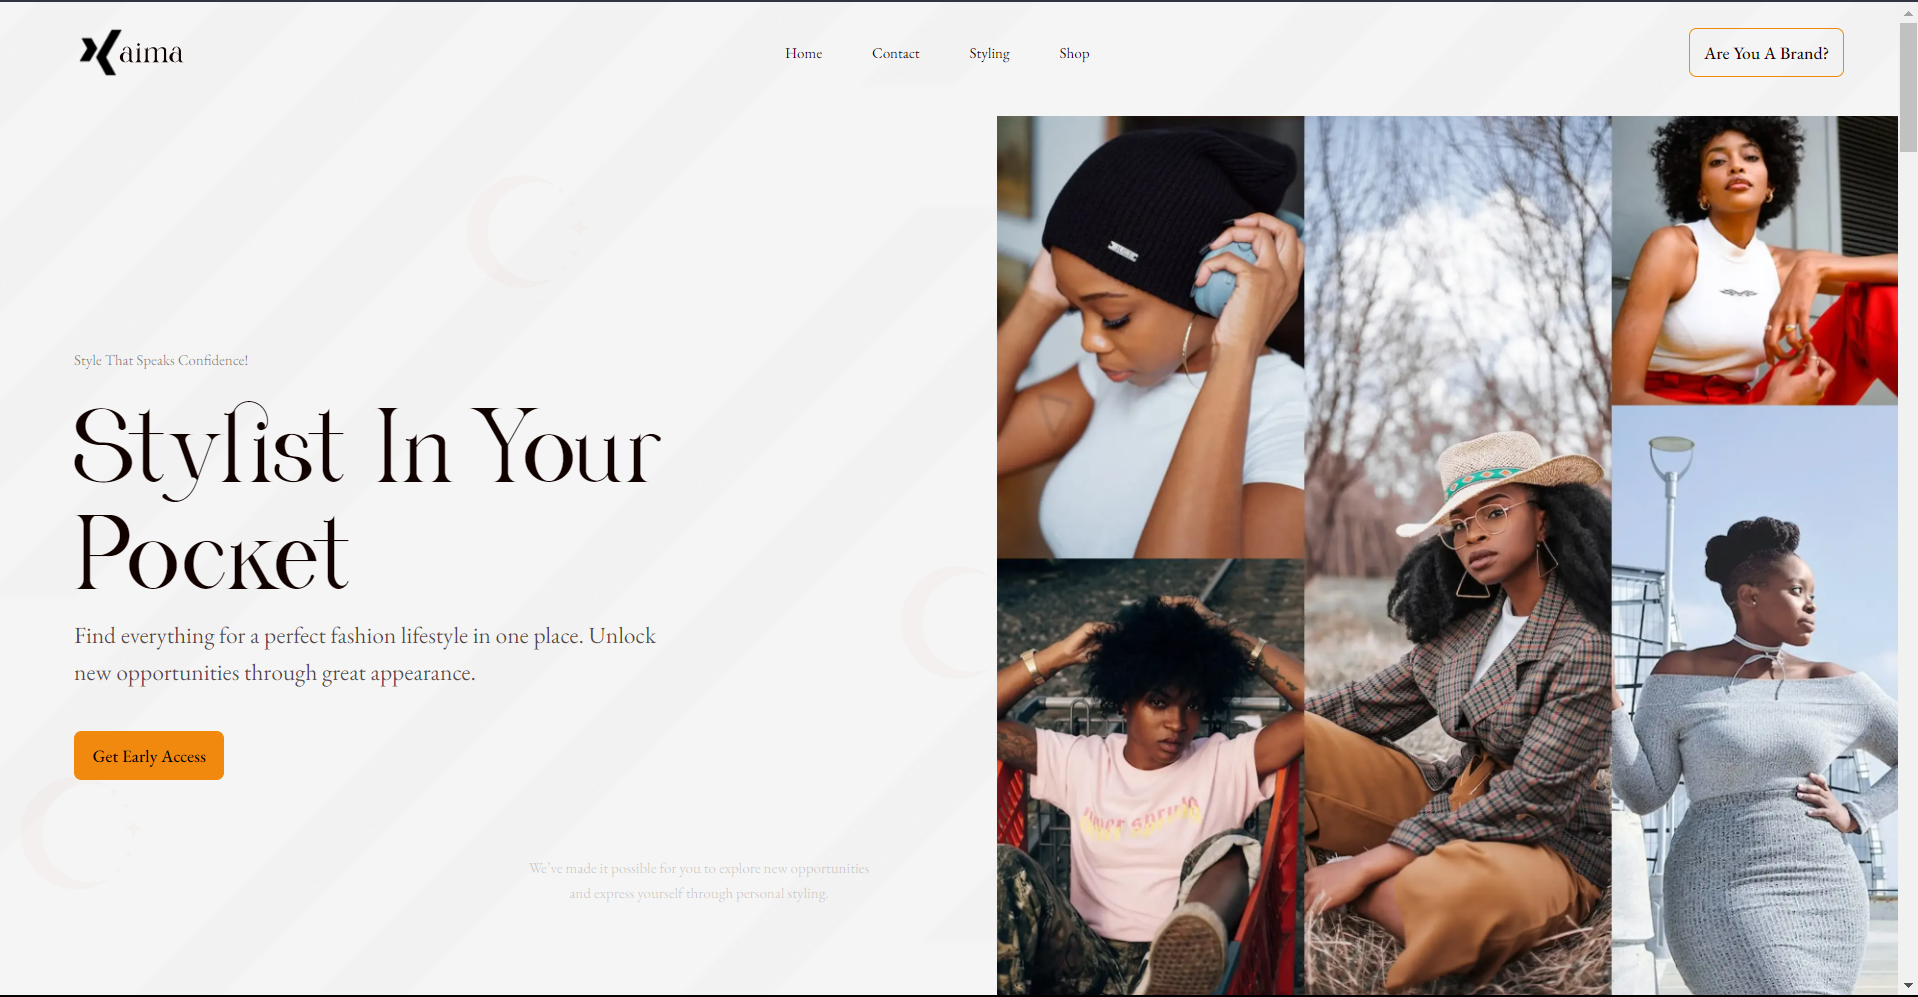 aima
Home
Contact
Styling
Shop
Are You A Brand?
Style That Speaks Confidence!
Stylist In Your
Pocket
Find everything for a perfect fashion lifestyle in one place. Unlock
new opportunities through great appearance.
Get Early Access
We've made it possible for you to explore new opportunities
and express yourself through personal styling.